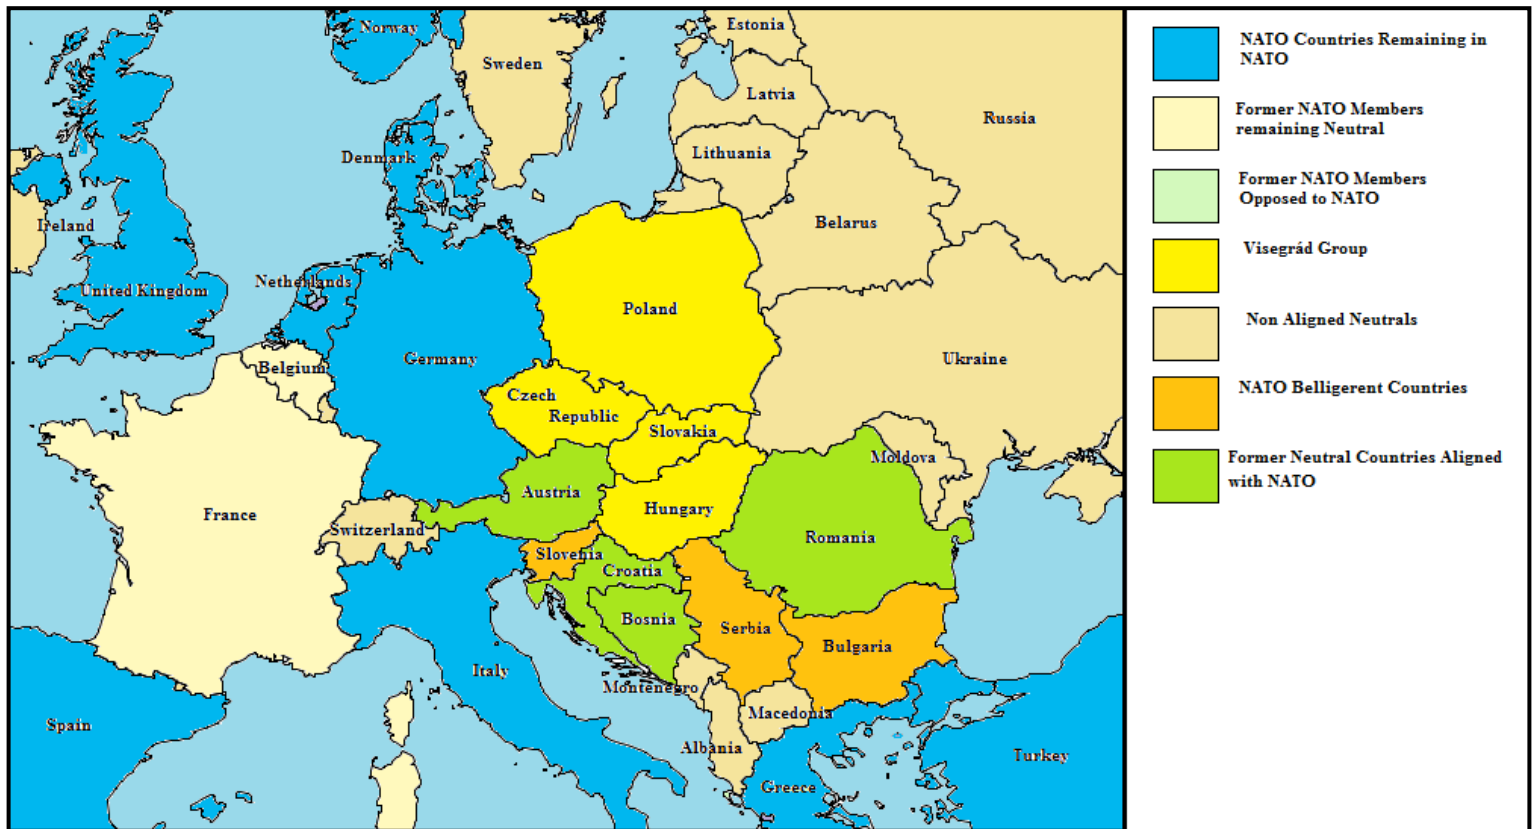 Norway
Estonia
Sweden
Latvia
Russia
Denmark
Lithuania
Ireland
Belarus
Netherlands
United Kingdom
Poland
Germany
Ukraine
Belgium
Czech
Republic
Slovakia
Moldova
Austria
Hungary
France
Switzerland
Romania
Slovenia
Croatia
Bosnia
Serbia
Bulgaria
Italy
Montenegro
Macedonia
Spain
Albania
Turkey
Greece
NATO Countries Remaining in
NATO
Former NATO Members
remaining Neutral
Former NATO Members
Opposed to NATO
Visegrád Group
Non Aligned Neutrals
NATO Belligerent Countries
Former Neutral Countries Aligned
with NATO